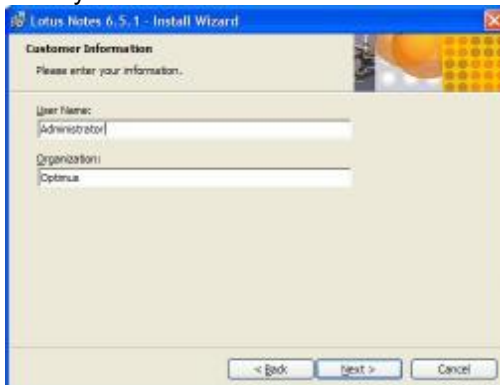 Lotus Notes 6.5.1 - Install Wizard
Customer Information
Please enter your information.
User Name:
Administrator
Organization:
Optimus
< Back Next > Cancel